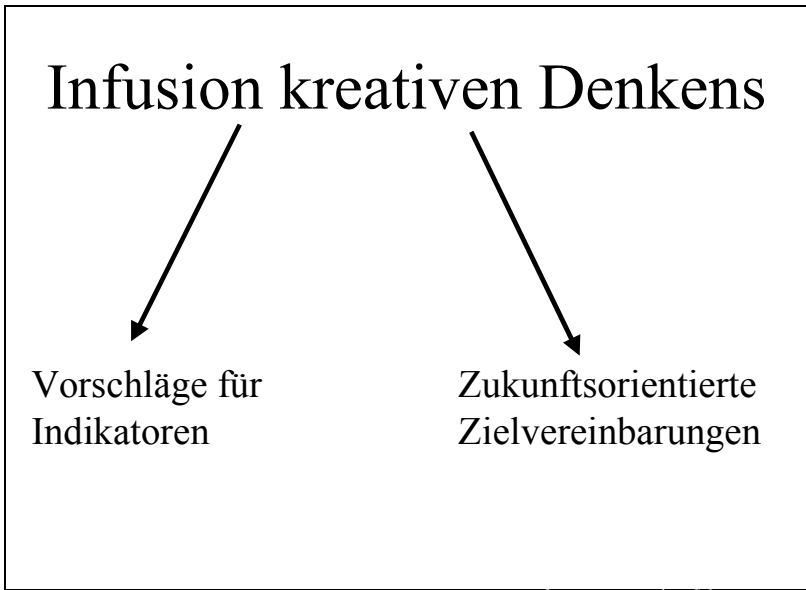 Infusion kreativen Denkens
Vorschläge für
Indikatoren
Zukunftsorientierte
Zielvereinbarungen